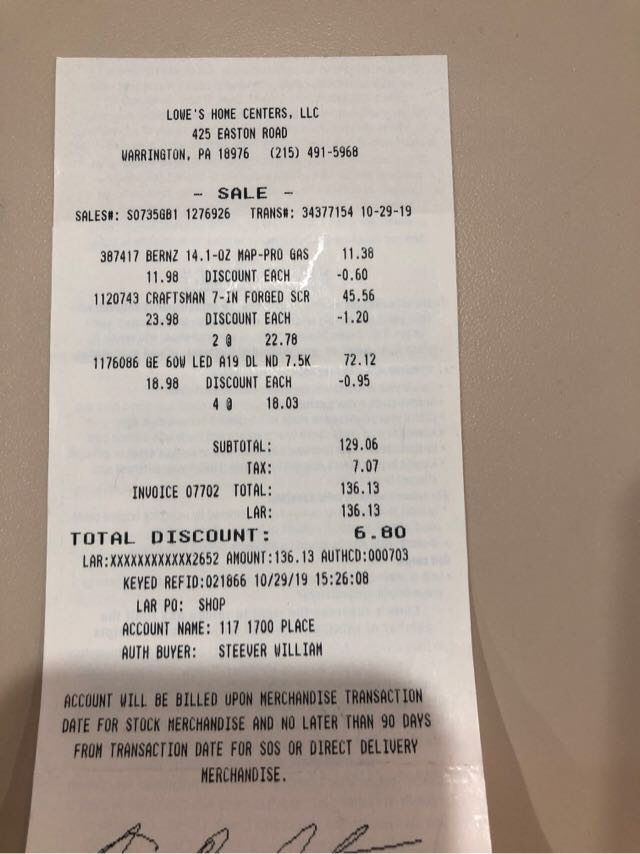 LOWE'S HOME CENTERS, LLC
425 EASTON ROAD
WARRINGTON, PA 18976 (215) 491-5968
- SALE -
SALES#: S0735GB1 1276926 TRANS#: 34377154 10-29-19
387417 BERNZ 14.1-OZ MAP-PRO GAS 11.38
11.98 DISCOUNT EACH -0.60
1120743 CRAFTSMAN 7-IN FORGED SCR 45.56
23.98 DISCOUNT EACH -1.20
2 @ 22.78
1176086 GE 60W LED A19 DL ND 7.5K 72.12
18.98 DISCOUNT EACH -0.95
4 @ 18.03
SUBTOTAL: 129.06
TAX: 7.07
INVOICE 07702 TOTAL: 136.13
LAR: 136.13
TOTAL DISCOUNT: 6.80
LAR:XXXXXXXXXXXX2652 AMOUNT:136.13 AUTHCD:000703
KEYED REFID:021866 10/29/19 15:26:08
LAR PO: SHOP
ACCOUNT NAME: 117 1700 PLACE
AUTH BUYER: STEEVER WILLIAM
ACCOUNT WILL BE BILLED UPON MERCHANDISE TRANSACTION
DATE FOR STOCK MERCHANDISE AND NO LATER THAN 90 DAYS
FROM TRANSACTION DATE FOR SOS OR DIRECT DELIVERY
MERCHANDISE.